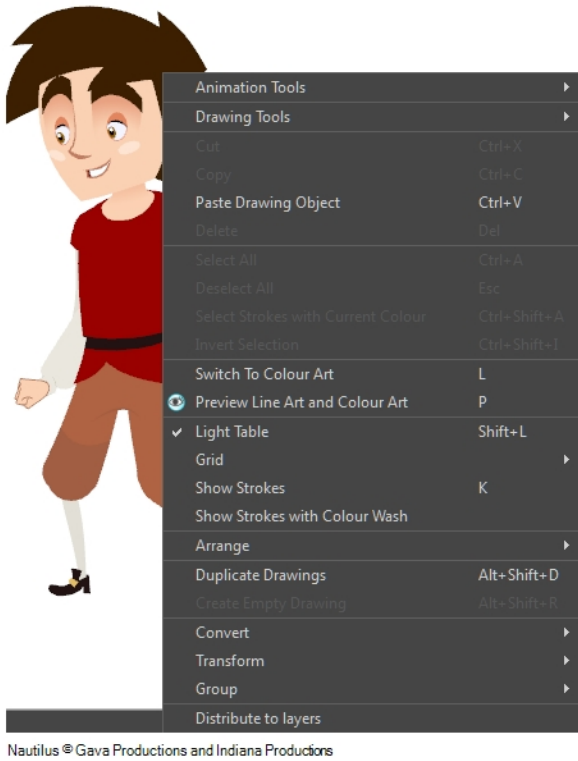 Animation Tools
Drawing Tools
Cut Ctrl+X
Copy Ctrl+C
Paste Drawing Object Ctrl+V
Delete Del
Select All Ctrl+A
Deselect All Esc
Select Strokes with Current Colour Ctrl+Shift+A
Invert Selection Ctrl+Shift+I
Switch To Colour Art L
Preview Line Art and Colour Art P
Light Table Shift+L
Grid
Show Strokes K
Show Strokes with Colour Wash
Arrange
Duplicate Drawings Alt+Shift+D
Create Empty Drawing Alt+Shift+R
Convert
Transform
Group
Distribute to layers
Nautilus © Gava Productions and Indiana Productions